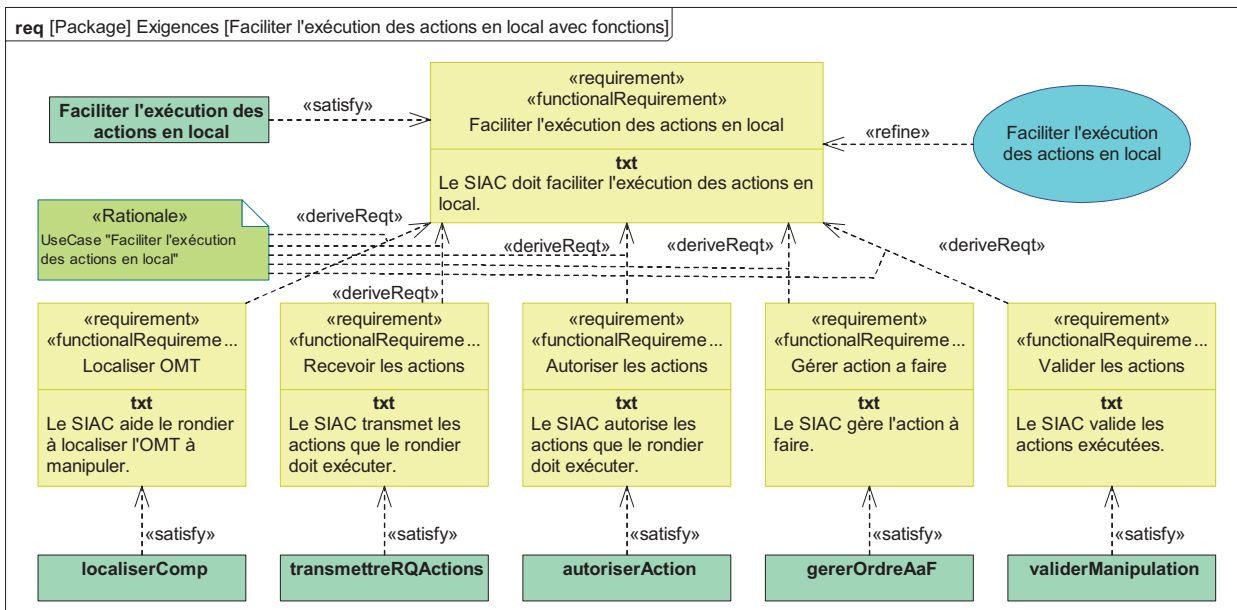 req [Package] Exigences [Faciliter l'exécution des actions en local avec fonctions]
«requirement»
«functionalRequirement»
Faciliter l'exécution des actions en local
txt
Le SIAC doit faciliter l'exécution des actions en
local.
Faciliter l'exécution des
actions en local
«satisfy»
«refine»
Faciliter l'exécution
des actions en local
«Rationale»
UseCase "Faciliter l'exécution
des actions en local"
«deriveReqt»
«deriveReqt»
«deriveReqt»
«deriveReqt»
«deriveReqt»
«requirement»
«functionalRequireme...
Localiser OMT
txt
Le SIAC aide le rondier
à localiser l'OMT à
manipuler.
«requirement»
«functionalRequireme...
Recevoir les actions
txt
Le SIAC transmet les
actions que le rondier
doit exécuter.
«requirement»
«functionalRequireme...
Autoriser les actions
txt
Le SIAC autorise les
actions que le rondier
doit exécuter.
«requirement»
«functionalRequireme...
Gérer action a faire
txt
Le SIAC gère l'action à
faire.
«requirement»
«functionalRequireme...
Valider les actions
txt
Le SIAC valide les
actions exécutées.
«satisfy»
«satisfy»
«satisfy»
«satisfy»
«satisfy»
localiserComp
transmettreRQActions
autoriserAction
gererOrdreAaF
validerManipulation